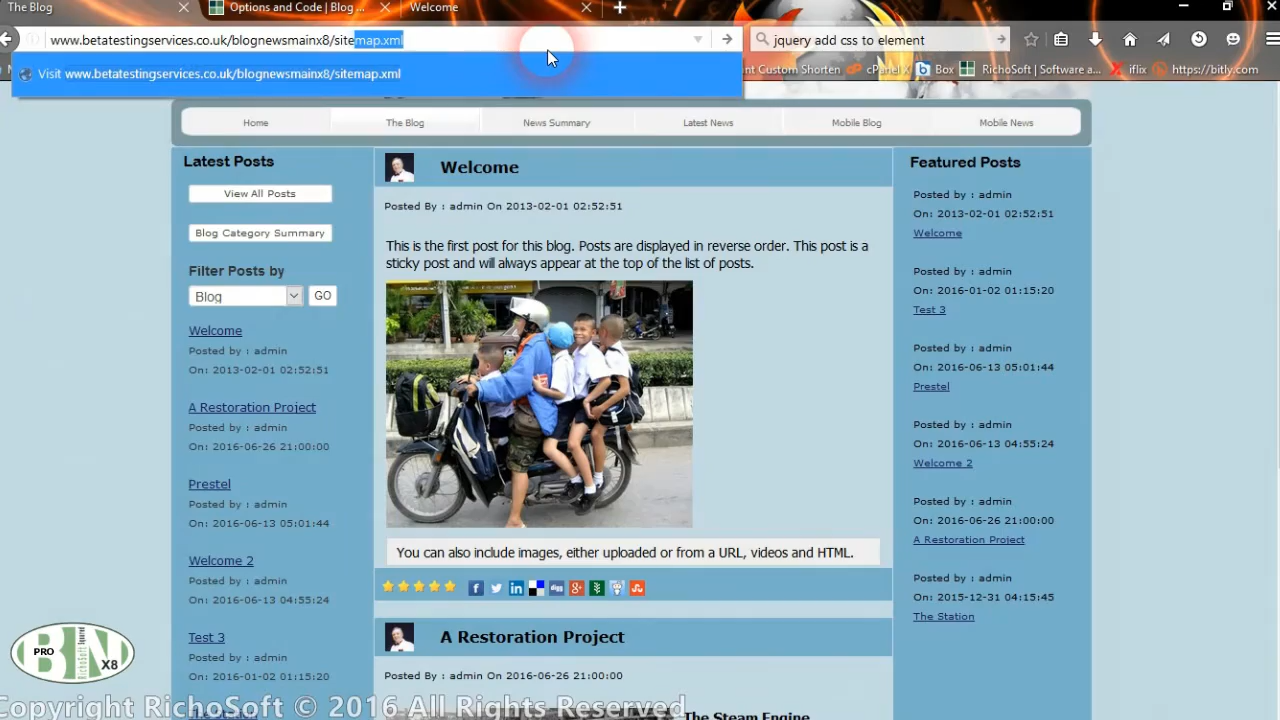 The Blog
Options and Code | Blog ...
Welcome
www.betatestingservices.co.uk/blognewsmainx8/sitemap.xml
jquery add css to element
Visit www.betatestingservices.co.uk/blognewsmainx8/sitemap.xml
nt Custom Shorten
cPanel X
Box
RichoSoft | Community
iflix
https://bitly.com/
Home
The Blog
News Summary
Latest News
Mobile Blog
Mobile News
Latest Posts
View All Posts
Blog Category Summary
Filter Posts by
Blog
GO
Welcome
Posted by : admin
On: 2013-02-01 02:52:51
A Restoration Project
Posted by : admin
On: 2016-06-26 21:00:00
Prestel
Posted by : admin
On: 2016-06-13 05:01:44
Welcome 2
Posted by : admin
On: 2016-06-13 04:55:24
Test 3
Posted by : admin
On: 2016-01-02 01:15:20
Welcome
Posted By : admin On 2013-02-01 02:52:51
This is the first post for this blog. Posts are displayed in reverse order. This post is a
sticky post and will always appear at the top of the list of posts.
You can also include images, either uploaded or from a URL, videos and HTML.
A Restoration Project
Posted By : admin On 2016-06-26 21:00:00
The Steam Engine
Featured Posts
Posted by : admin
On: 2013-02-01 02:52:51
Welcome
Posted by : admin
On: 2016-01-02 01:15:20
Test 3
Posted by : admin
On: 2016-06-13 05:01:44
Prestel
Posted by : admin
On: 2016-06-13 04:55:24
Welcome 2
Posted by : admin
On: 2016-06-26 21:00:00
A Restoration Project
Posted by : admin
On: 2015-12-31 04:15:45
The Station
BN
PRO
RichoSoft Squared
X8
Copyright RichoSoft © 2016 All Rights Reserved